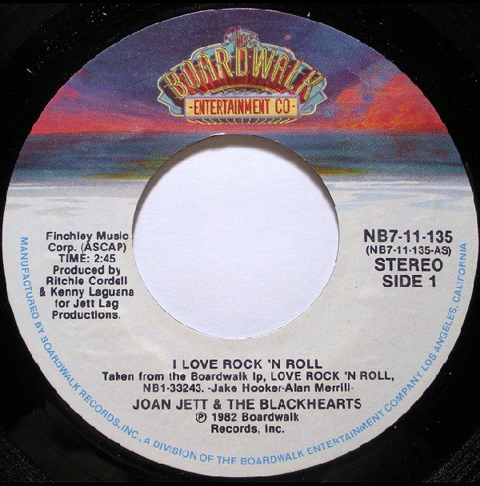 The
BOARDWALK
-ENTERTAINMENT CO-
Finchley Music
Corp. (ASCAP)
TIME: 2:45
Produced by
Ritchie Cordell
& Kenny Laguna
for Jett Lag
Productions.
NB7-11-135
(NB7-11-135-AS)
STEREO
SIDE 1
I LOVE ROCK 'N ROLL
Taken from the Boardwalk lp, LOVE ROCK 'N ROLL,
NB1-33243. -Jake Hooker-Alan Merrill-
JOAN JETT & THE BLACKHEARTS
℗ 1982 Boardwalk
Records, Inc.
MANUFACTURED BY BOARDWALK RECORDS, INC., A DIVISION OF THE BOARDWALK ENTERTAINMENT COMPANY, LOS ANGELES, CALIFORNIA